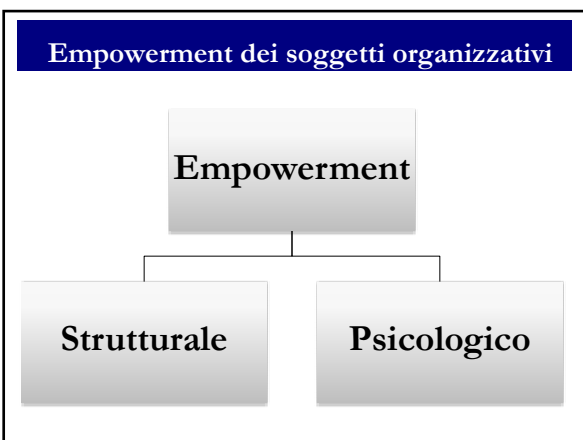 Empowerment dei soggetti organizzativi
Empowerment
Strutturale
Psicologico